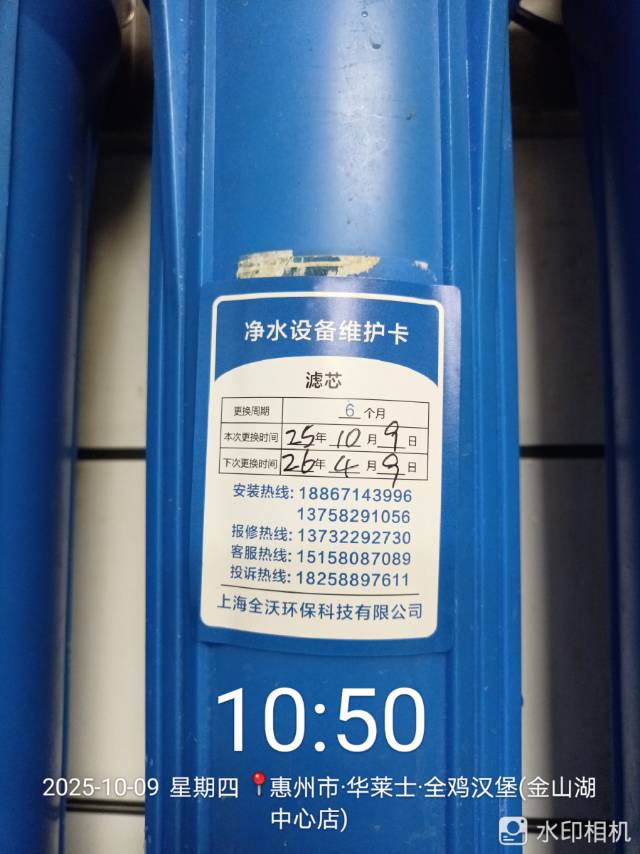 净水设备维护卡
滤芯
更换周期 6 个月
本次更换时间 25年 10月 9日
下次更换时间 26年 4月 9日
安装热线: 18867143996
13758291056
报修热线: 13732292730
客服热线: 15158087089
投诉热线: 18258897611
上海全沃环保科技有限公司
10:50
2025-10-09 星期四 📍惠州市·华莱士·全鸡汉堡(金山湖
中心店)
水印相机